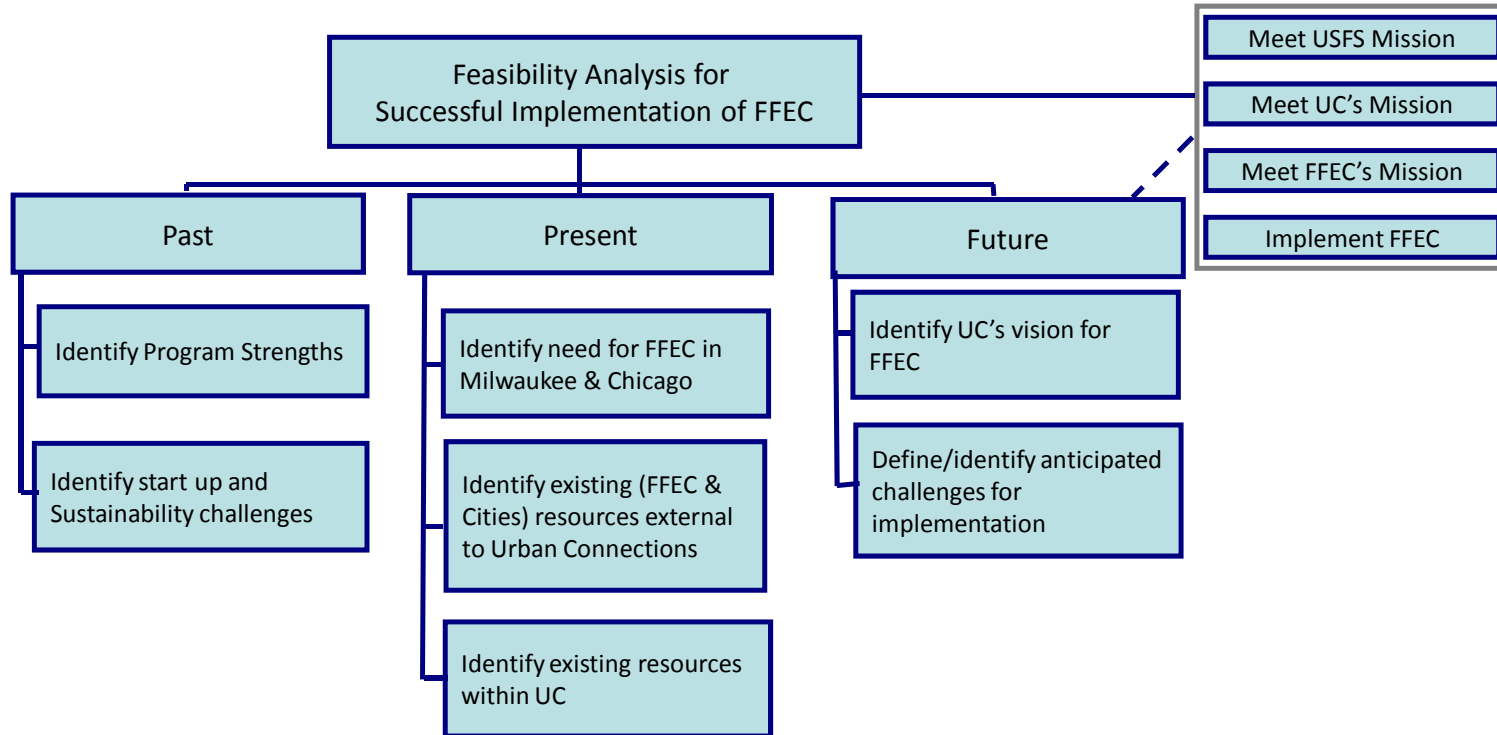 Feasibility Analysis for
Successful Implementation of FFEC
Meet USFS Mission
Meet UC’s Mission
Meet FFEC’s Mission
Implement FFEC
Past
Identify Program Strengths
Identify start up and
Sustainability challenges
Present
Identify need for FFEC in
Milwaukee & Chicago
Identify existing (FFEC &
Cities) resources external
to Urban Connections
Identify existing resources
within UC
Future
Identify UC’s vision for
FFEC
Define/identify anticipated
challenges for
implementation